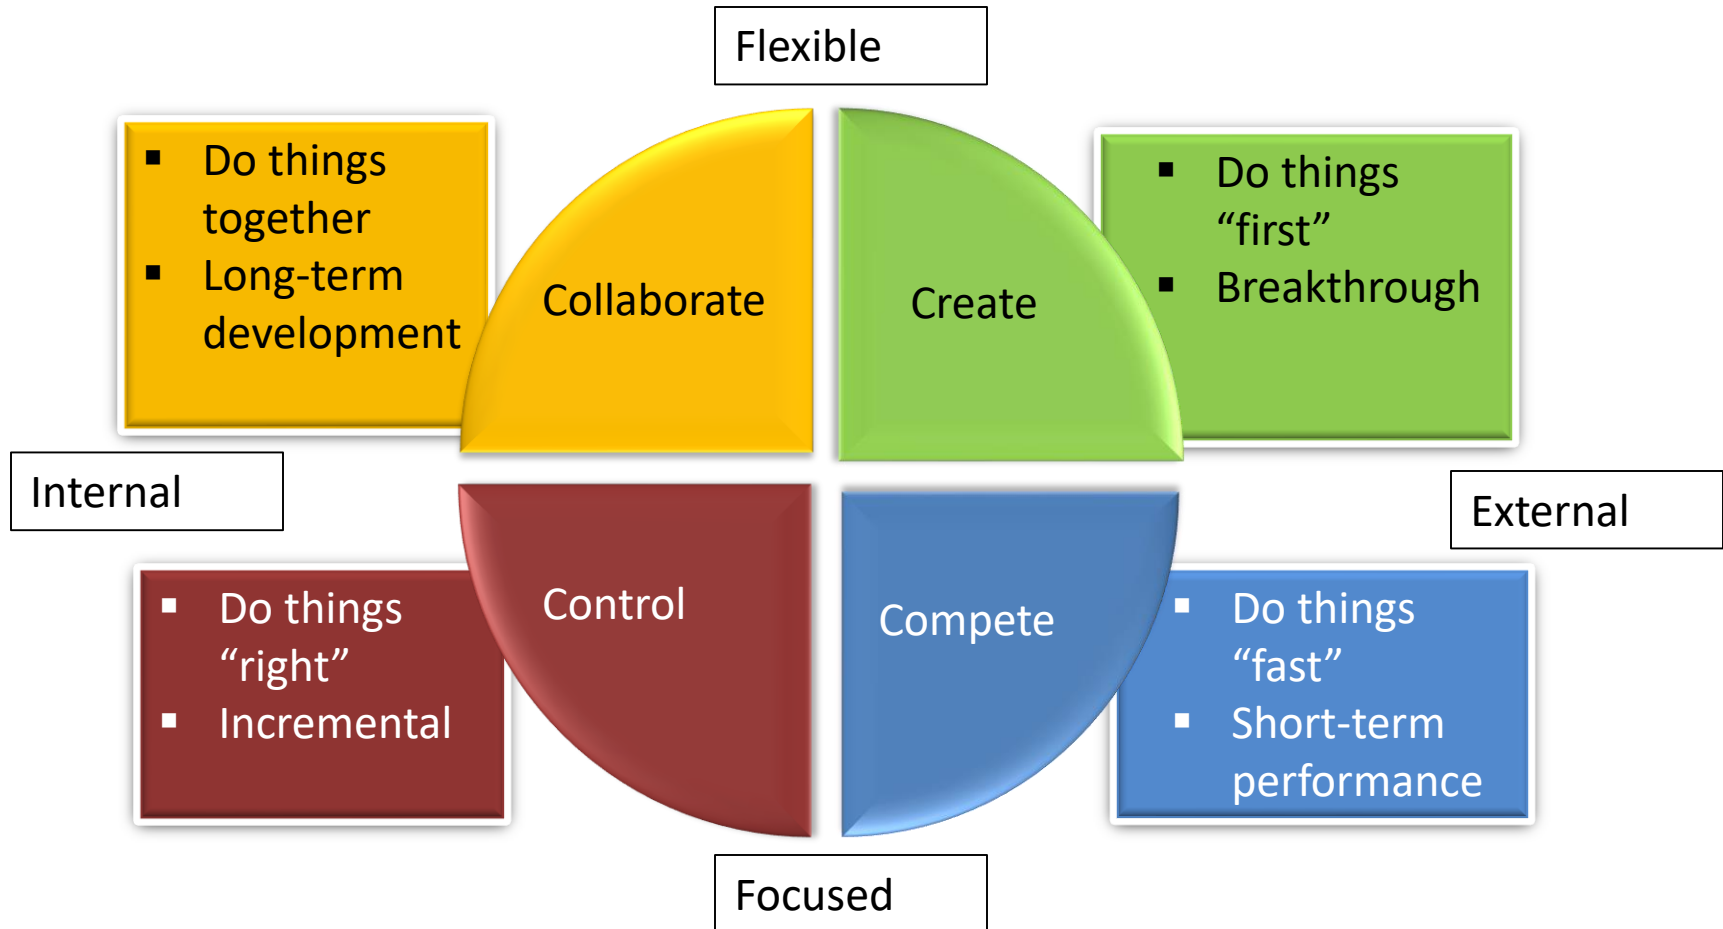 Flexible
▪ Do things
together
▪ Long-term
development
Collaborate
Create
▪ Do things
“first”
▪ Breakthrough
Internal
External
▪ Do things
“right”
▪ Incremental
Control
Compete
▪ Do things
“fast”
▪ Short-term
performance
Focused